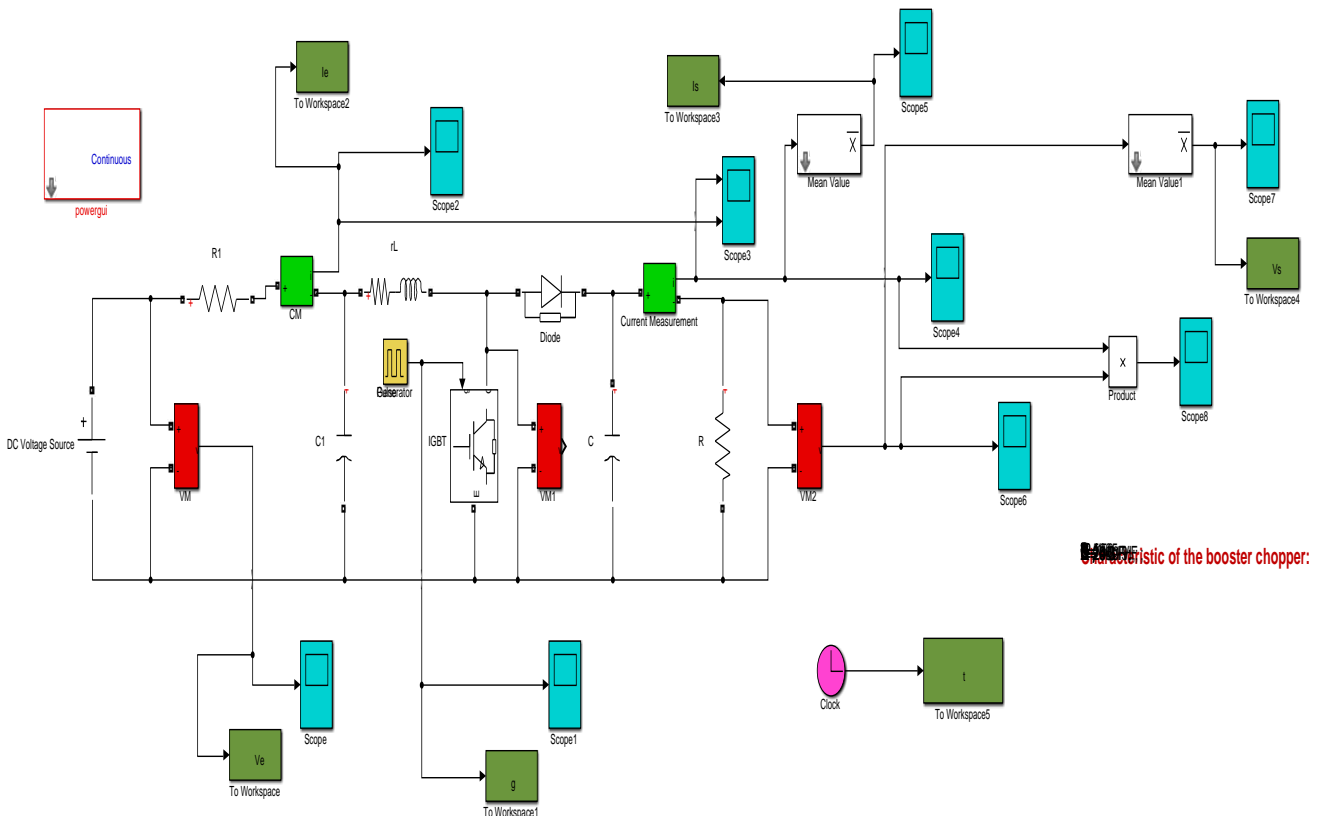 Ie
To Workspace2
Is
To Workspace3
Scope5
Continuous
powergui
Scope2
Mean Value
Mean Value1
Scope7
Scope3
R1
rL
CM
Current Measurement
Diode
Scope4
Vs
To Workspace4
Generator
Product
Scope8
DC Voltage Source
VM
C1
IGBT
E
VM1
C
R
VM2
Scope6
Characteristic of the booster chopper:
Scope
Scope1
Clock
t
To Workspace5
Ve
To Workspace
g
To Workspace1